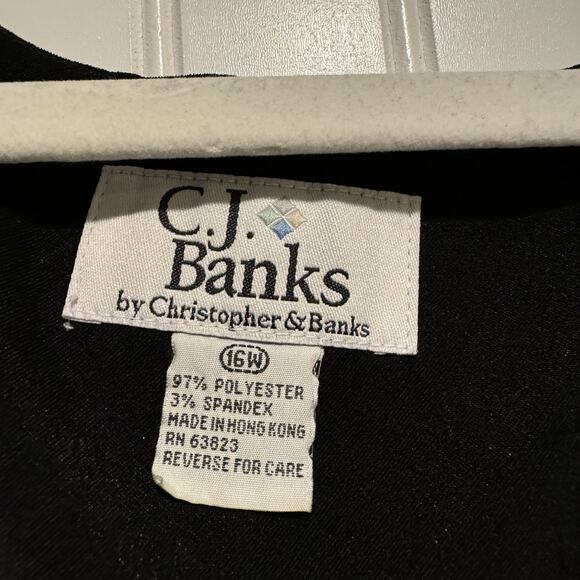 C.J.
Banks
by Christopher & Banks
16W
97% POLYESTER
3% SPANDEX
MADE IN HONG KONG
RN 63823
REVERSE FOR CARE